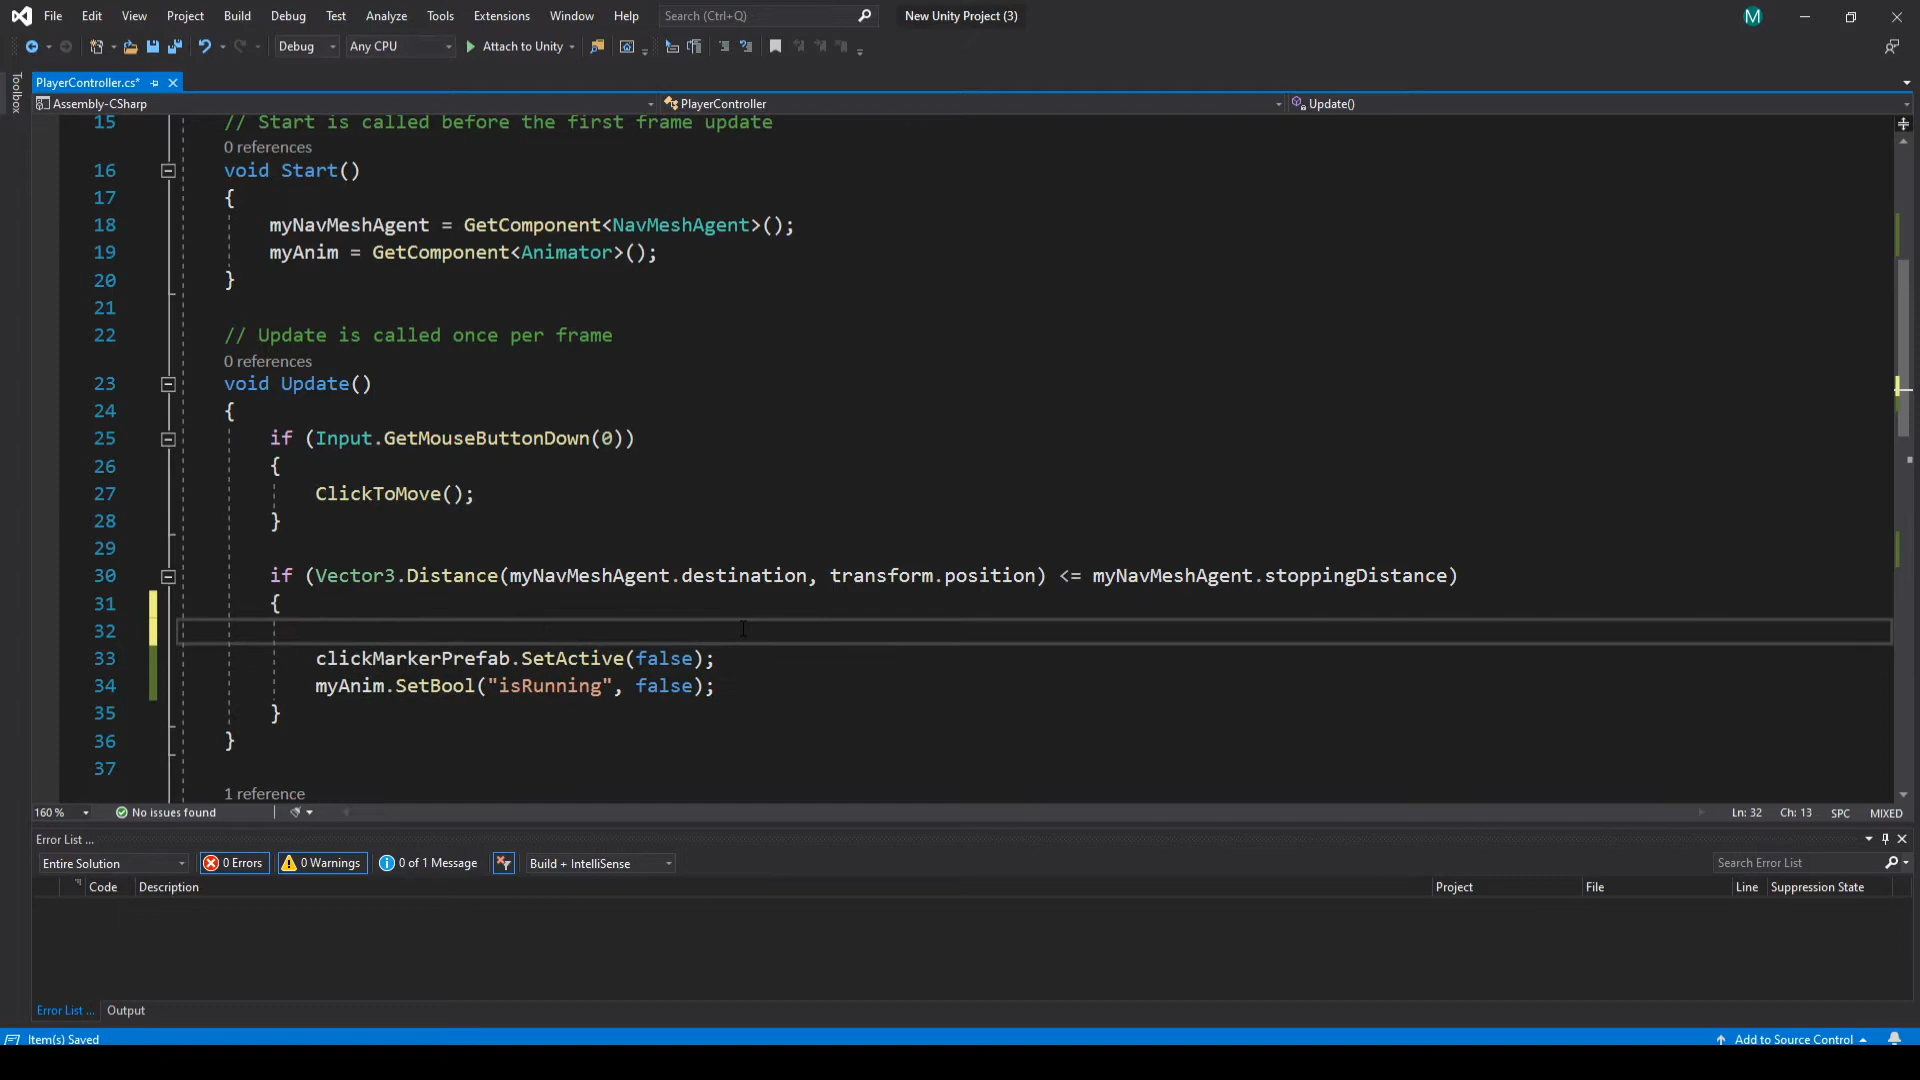 File Edit View Project Build Debug Test Analyze Tools Extensions Window Help Search (Ctrl+Q) New Unity Project (3) M
Debug Any CPU Attach to Unity
Toolbox
PlayerController.cs*
Assembly-CSharp PlayerController Update()
15 // Start is called before the first frame update
0 references
16 void Start()
17 {
18 myNavMeshAgent = GetComponent<NavMeshAgent>();
19 myAnim = GetComponent<Animator>();
20 }
21
22 // Update is called once per frame
0 references
23 void Update()
24 {
25 if (Input.GetMouseButtonDown(0))
26 {
27 ClickToMove();
28 }
29
30 if (Vector3.Distance(myNavMeshAgent.destination, transform.position) <= myNavMeshAgent.stoppingDistance)
31 {
32
33 clickMarkerPrefab.SetActive(false);
34 myAnim.SetBool("isRunning", false);
35 }
36 }
37
1 reference
160 % No issues found Ln: 32 Ch: 13 SPC MIXED
Error List ...
Entire Solution 0 Errors 0 Warnings 0 of 1 Message Build + IntelliSense Search Error List
Code Description Project File Line Suppression State
Error List ... Output
Item(s) Saved Add to Source Control